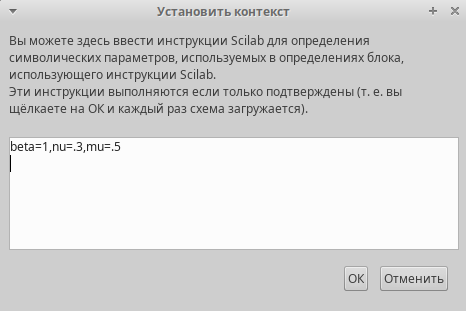 Установить контекст
Вы можете здесь ввести инструкции Scilab для определения
символических параметров, используемых в определениях блока,
использующего инструкции Scilab.
Эти инструкции выполняются если только подтверждены (т. е. вы
щёлкаете на ОК и каждый раз схема загружается).
beta=1,nu=.3,mu=.5
ОК
Отменить